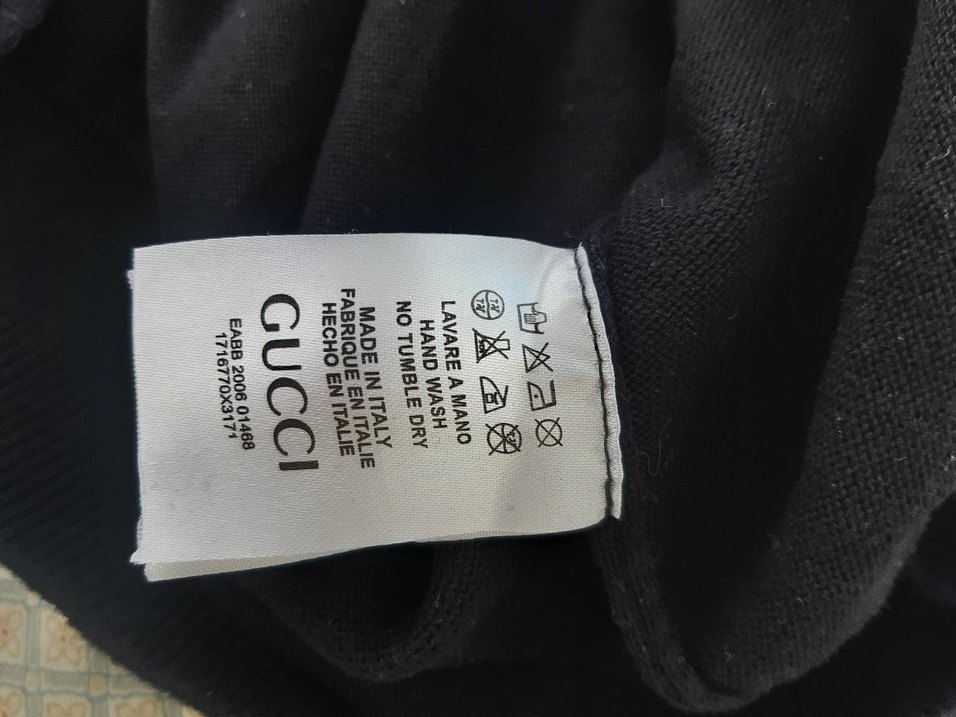 LAVARE A MANO
HAND WASH
NO TUMBLE DRY
MADE IN ITALY
FABRIQUE EN ITALIE
HECHO EN ITALIE
GUCCI
EABB 2006 01468
1716770X3171